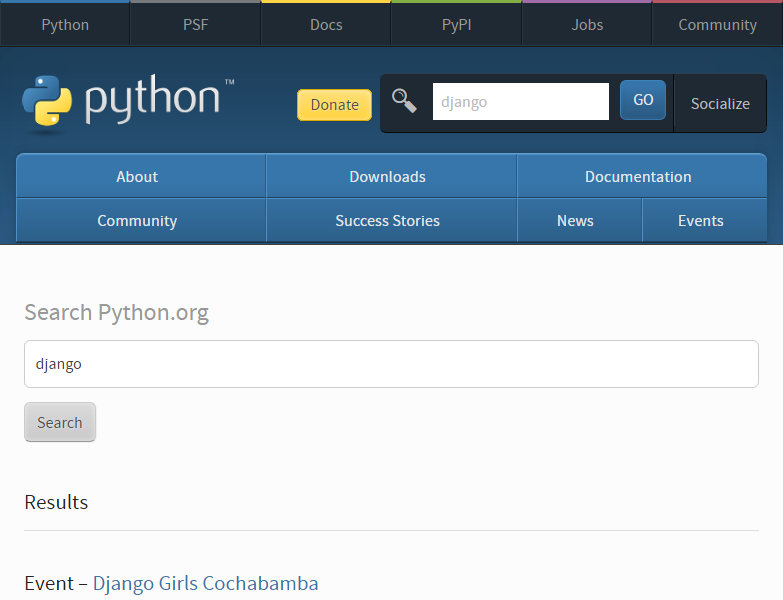 Python PSF Docs PyPI Jobs Community
python™ Donate django GO Socialize
About Downloads Documentation
Community Success Stories News Events
Search Python.org
django
Search
Results
Event – Django Girls Cochabamba